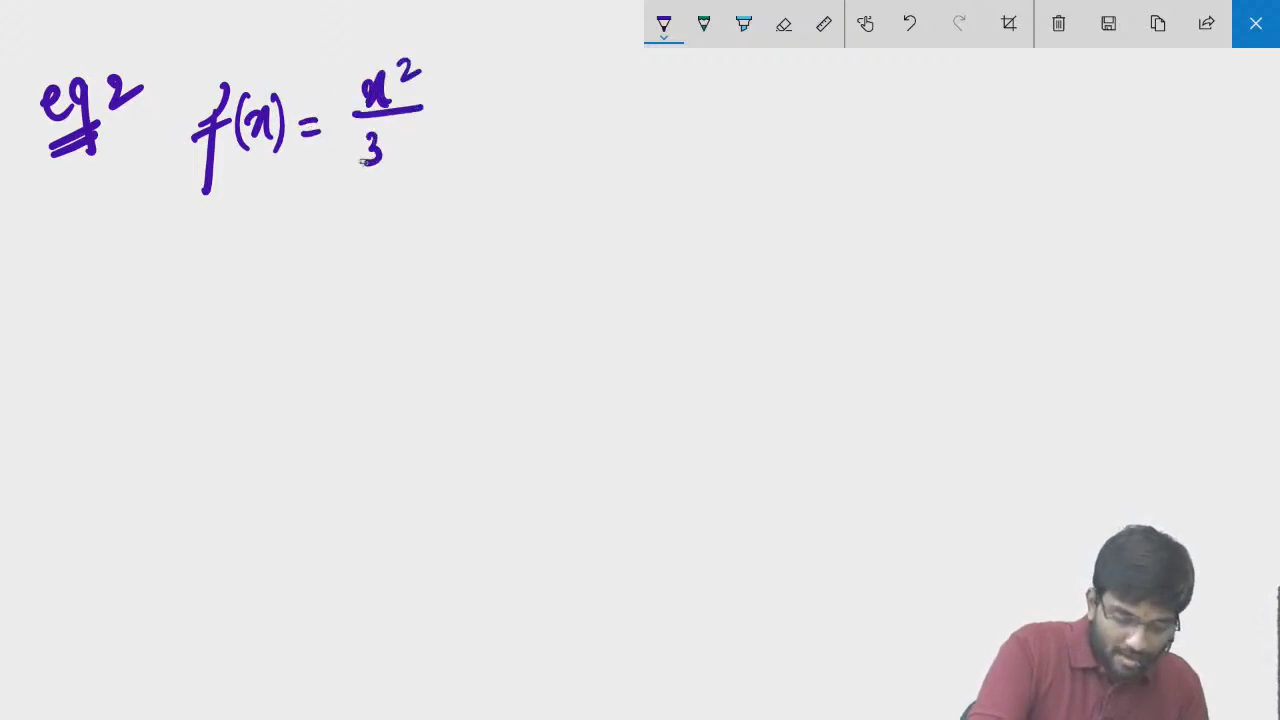 eg 2 f(x) = x²/3